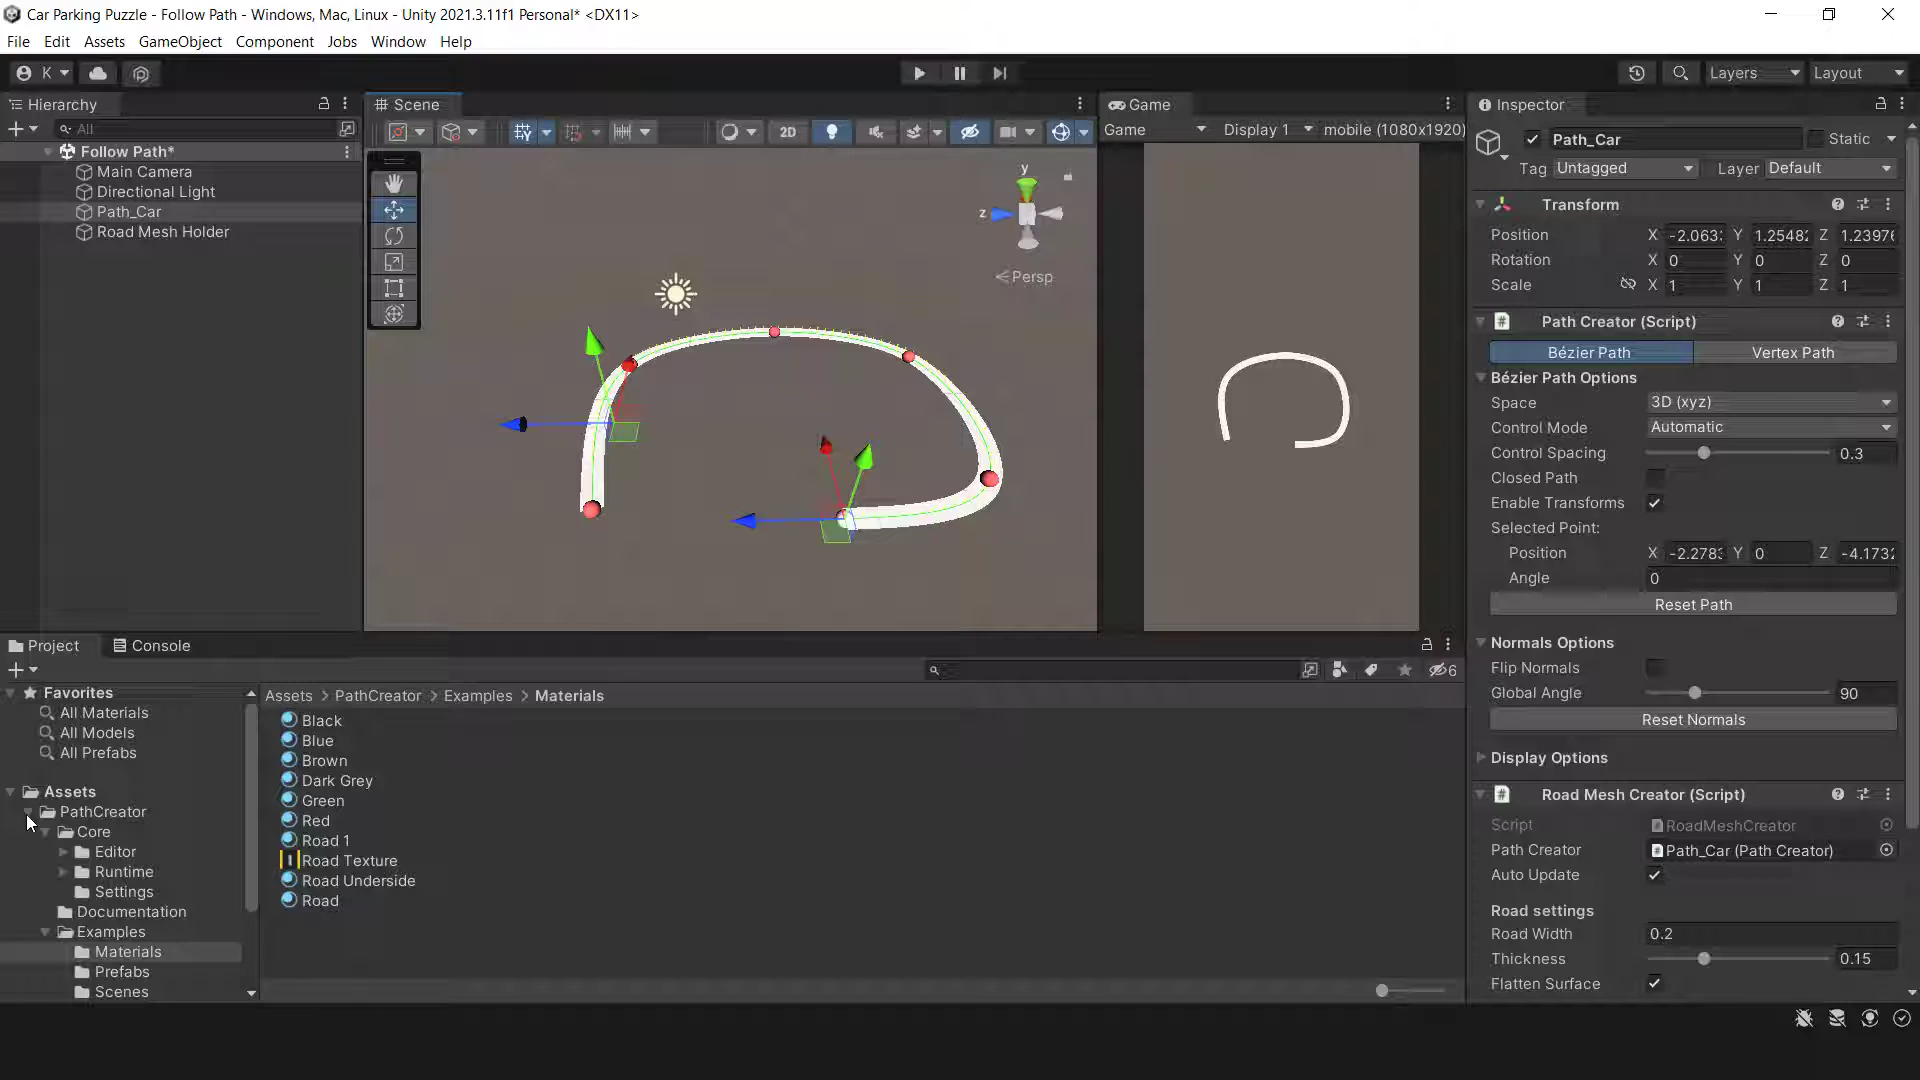 Car Parking Puzzle - Follow Path - Windows, Mac, Linux - Unity 2021.3.11f1 Personal* <DX11>
File Edit Assets GameObject Component Jobs Window Help
K
Layers
Layout
Hierarchy
All
Follow Path*
Main Camera
Directional Light
Path_Car
Road Mesh Holder
Scene
2D
y
z
Persp
Game
Game Display 1 mobile (1080x1920)
Inspector
Path_Car
Static
Tag Untagged Layer Default
Transform
Position X -2.063 Y 1.2548 Z 1.2397
Rotation X 0 Y 0 Z 0
Scale X 1 Y 1 Z 1
Path Creator (Script)
Bézier Path Vertex Path
Bézier Path Options
Space 3D (xyz)
Control Mode Automatic
Control Spacing 0.3
Closed Path
Enable Transforms
Selected Point:
Position X -2.278 Y 0 Z -4.173
Angle 0
Reset Path
Normals Options
Flip Normals
Global Angle 90
Reset Normals
Display Options
Road Mesh Creator (Script)
Script RoadMeshCreator
Path Creator Path_Car (Path Creator)
Auto Update
Road settings
Road Width 0.2
Thickness 0.15
Flatten Surface
Project
Console
6
Favorites
All Materials
All Models
All Prefabs
Assets
PathCreator
Core
Editor
Runtime
Settings
Documentation
Examples
Materials
Prefabs
Scenes
Assets > PathCreator > Examples > Materials
Black
Blue
Brown
Dark Grey
Green
Red
Road 1
Road Texture
Road Underside
Road